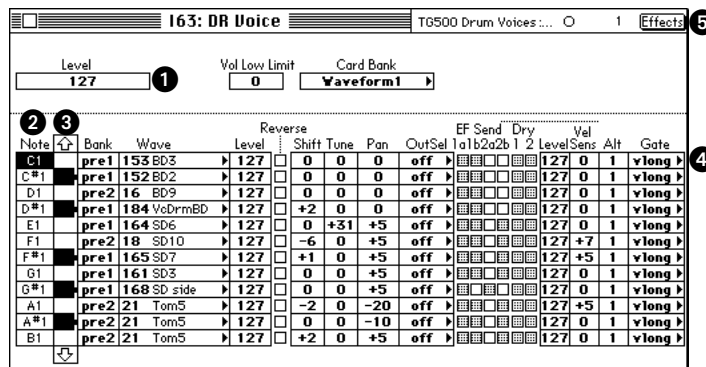 163: DR Voice TG500 Drum Voices:... 1 Effects 5
Level Vol Low Limit Card Bank
127 1 0 Waveform1
2 3 Reverse EF Send Dry Vel
Note Bank Wave Level Shift Tune Pan OutSel 1a1b2a2b 1 2 Level Sens Alt Gate
C1 pre1 153 BD3 127 0 0 0 off 127 0 1 vlong 4
C#1 pre1 152 BD2 127 0 0 0 off 127 0 1 vlong
D1 pre2 16 BD9 127 0 0 0 off 127 0 1 vlong
D#1 pre1 184 VcDrmBD 127 +2 0 0 off 127 0 1 vlong
E1 pre1 164 SD6 127 0 +31 +5 off 127 0 1 vlong
F1 pre2 18 SD10 127 -6 0 +5 off 127 +7 1 vlong
F#1 pre1 165 SD7 127 +1 0 +5 off 127 +5 1 vlong
G1 pre1 161 SD3 127 0 0 +5 off 127 0 1 vlong
G#1 pre1 168 SD side 127 0 0 +5 off 127 0 1 vlong
A1 pre2 21 Tom5 127 -2 0 -20 off 127 +5 1 vlong
A#1 pre2 21 Tom5 127 0 0 -10 off 127 0 1 vlong
B1 pre2 21 Tom5 127 +2 0 +5 off 127 0 1 vlong